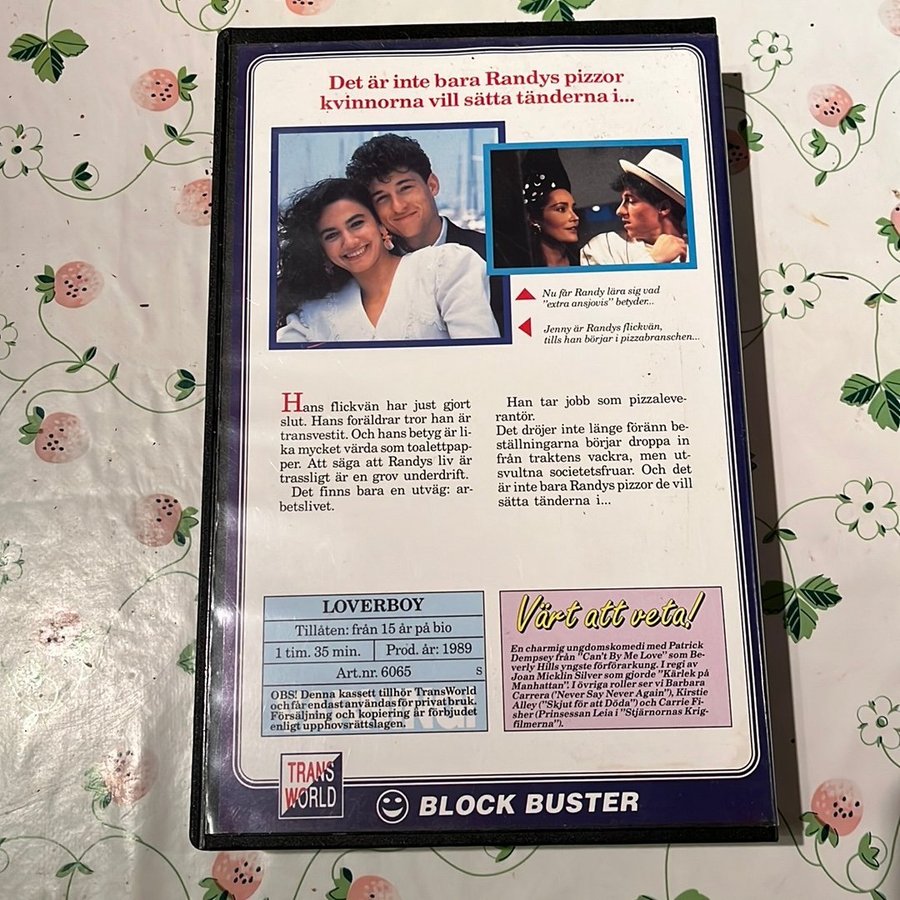 Det är inte bara Randys pizzor
kvinnorna vill sätta tänderna i...
Nu får Randy lära sig vad
"extra ansjovis" betyder...
Jenny är Randys flickvän,
tills han börjar i pizzabranschen...
Hans flickvän har just gjort
slut. Hans föräldrar tror han är
transvestit. Och hans betyg är li-
ka mycket värda som toalettpap-
per. Att säga att Randys liv är
trassligt är en grov underdrift.
Det finns bara en utväg: ar-
betslivet.
Han tar jobb som pizzaleve-
rantör.
Det dröjer inte länge föränn be-
ställningarna börjar droppa in
från traktens vackra, men ut-
svultna societetsfruar. Och det
är inte bara Randys pizzor de vill
sätta tänderna i...
LOVERBOY
Tillåten: från 15 år på bio
1 tim. 35 min. Prod. år: 1989
Art.nr. 6065 S
OBS! Denna kassett tillhör TransWorld
och får endast användas för privat bruk.
Försäljning och kopiering är förbjudet
enligt upphovsrättslagen.
Värt att veta!
En charmig ungdomskomedi med Patrick
Dempsey från "Can't By Me Love" som Be-
verly Hills yngste förförarkung. I regi av
Joan Micklin Silver som gjorde "Kärlek på
Manhattan". I övriga roller ser vi Barbara
Carrera ("Never Say Never Again"), Kirstie
Alley ("Skjut för att Döda") och Carrie Fi-
sher (Prinsessan Leia i "Stjärnornas Krig-
filmerna").
TRANS
WORLD
BLOCK BUSTER